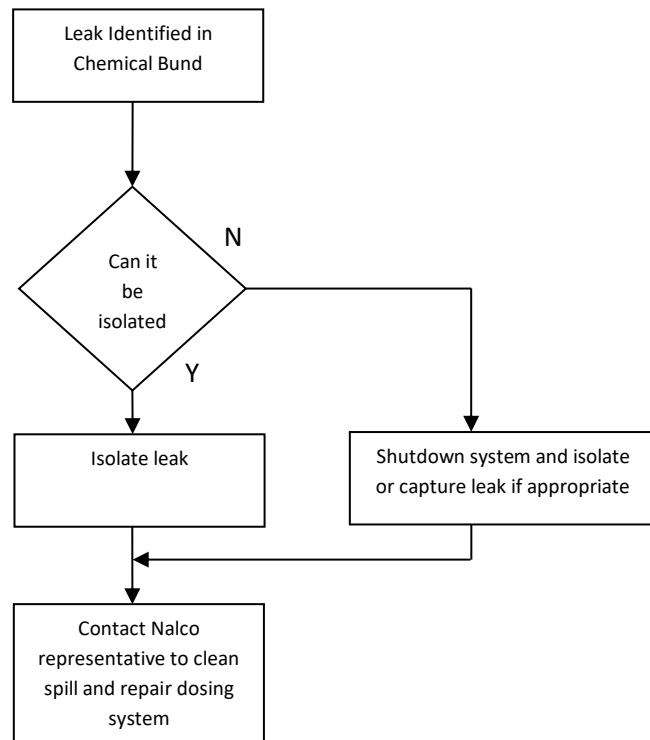 Leak Identified in
Chemical Bund
N
Can it
be
isolated
Y
Isolate leak
Shutdown system and isolate
or capture leak if appropriate
Contact Nalco
representative to clean
spill and repair dosing
system